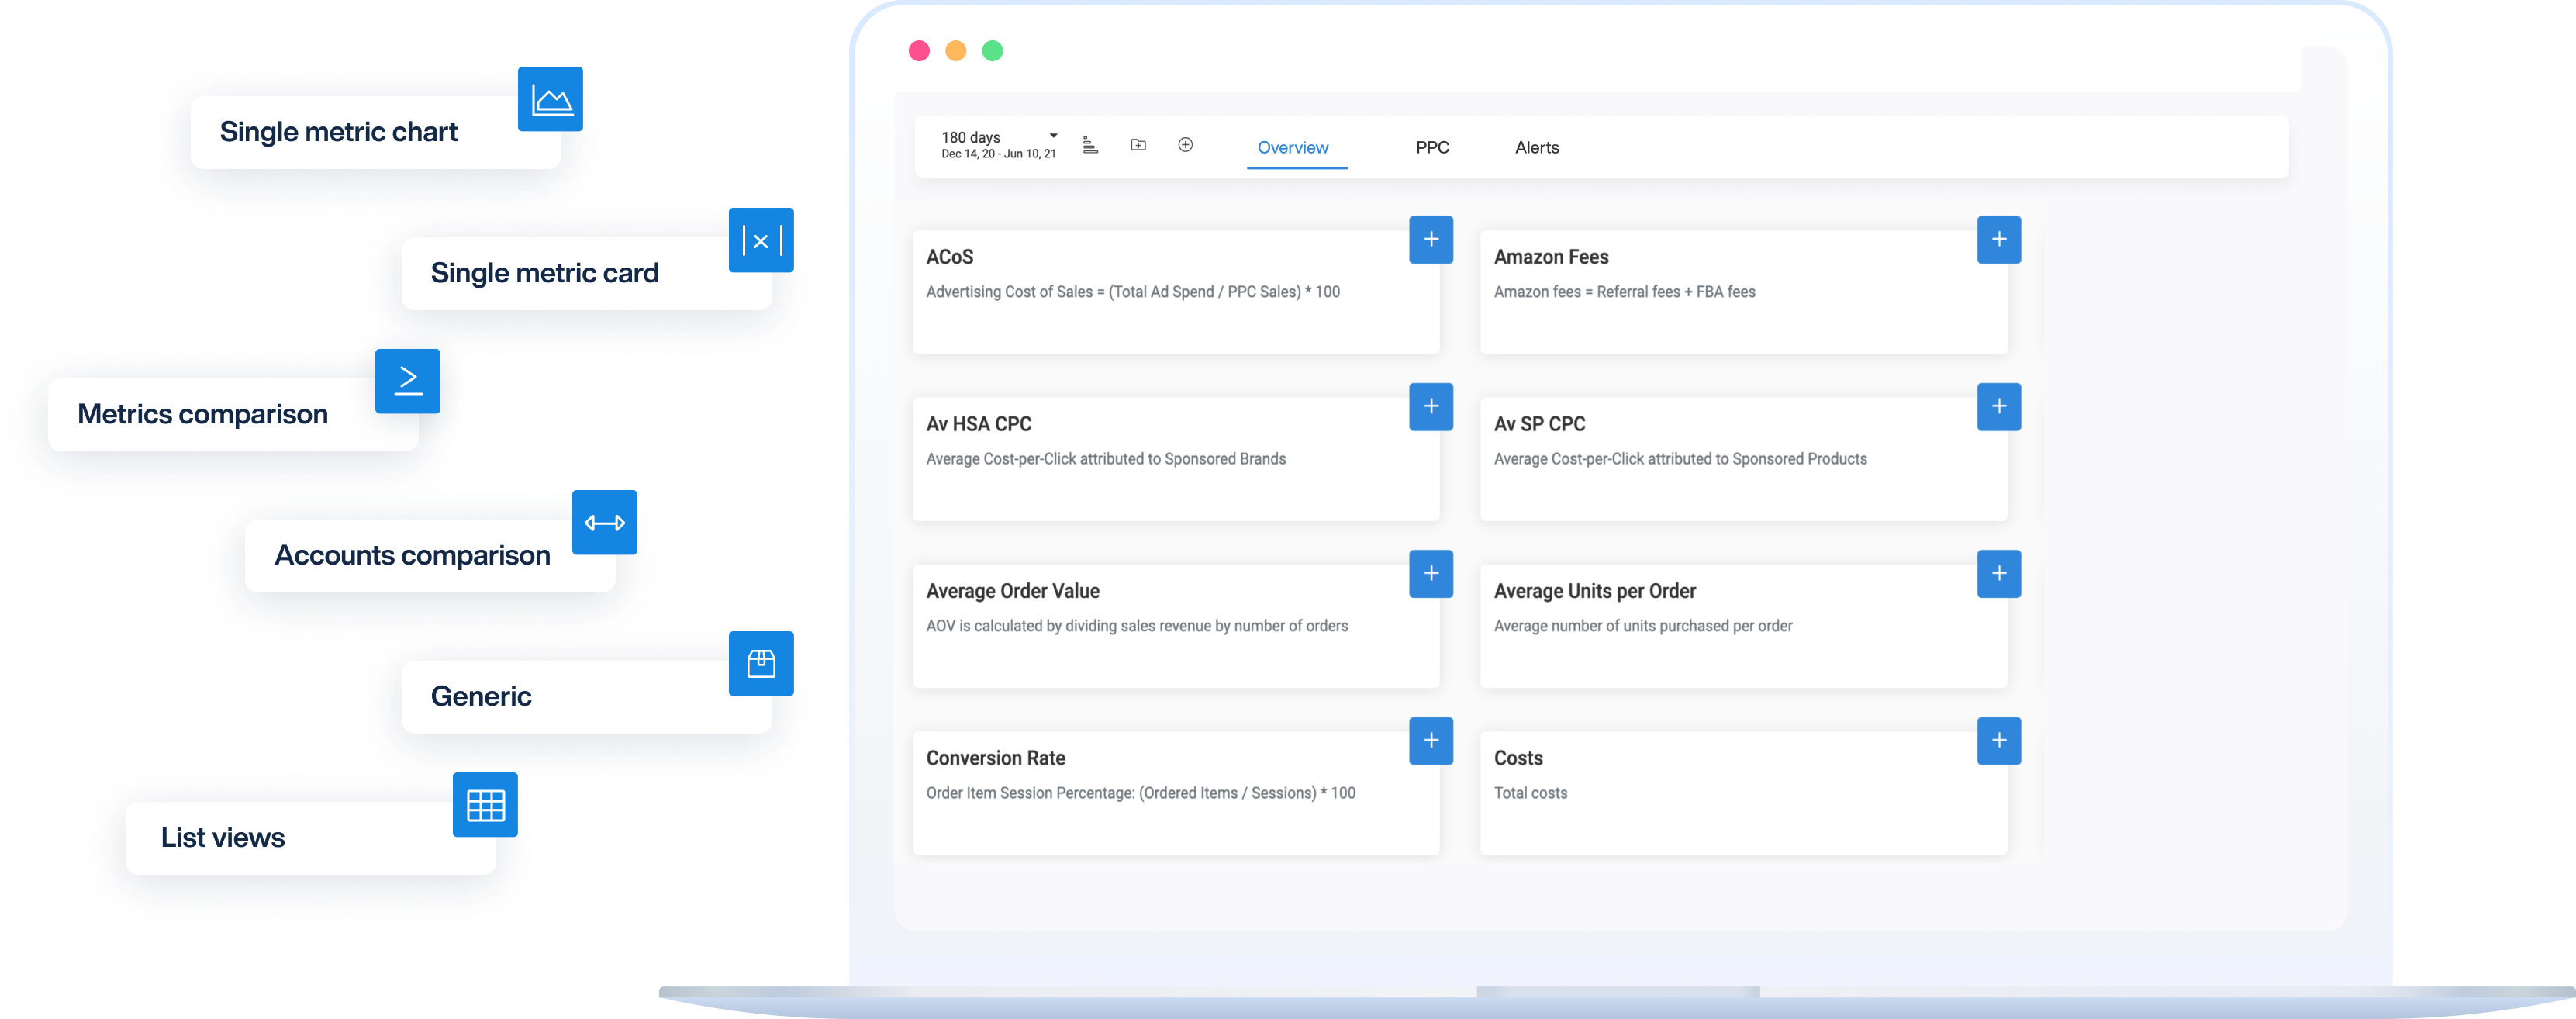 Single metric chart
Single metric card
Metrics comparison
Accounts comparison
Generic
List views
180 days
Dec 14, 20 - Jun 10, 21
Overview
PPC
Alerts
ACoS
Advertising Cost of Sales = (Total Ad Spend / PPC Sales) * 100
Amazon Fees
Amazon fees = Referral fees + FBA fees
Av HSA CPC
Average Cost-per-Click attributed to Sponsored Brands
Av SP CPC
Average Cost-per-Click attributed to Sponsored Products
Average Order Value
AOV is calculated by dividing sales revenue by number of orders
Average Units per Order
Average number of units purchased per order
Conversion Rate
Order Item Session Percentage: (Ordered Items / Sessions) * 100
Costs
Total costs